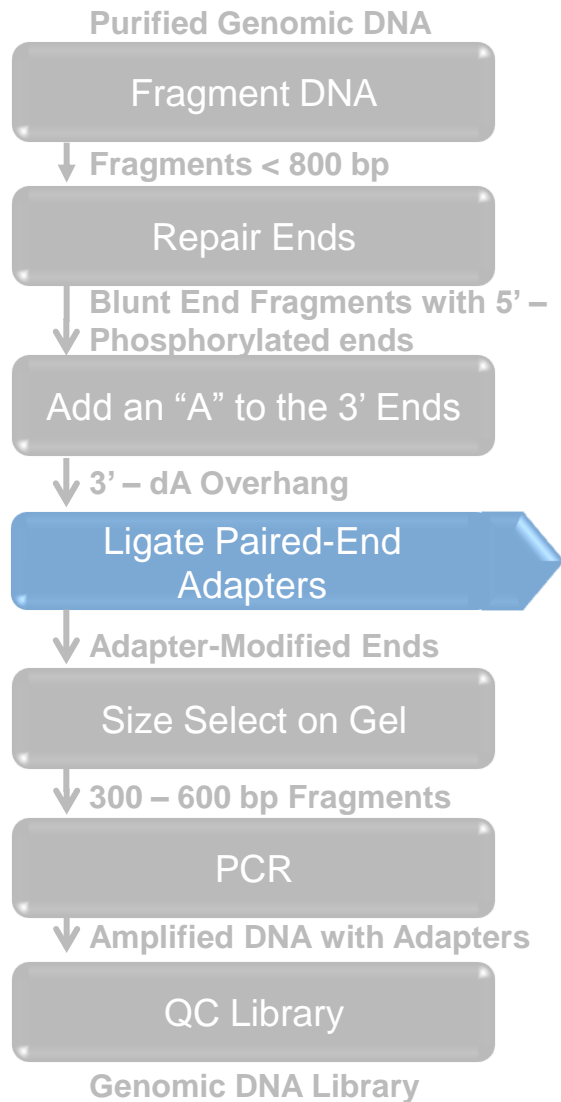 Purified Genomic DNA
Fragment DNA
Fragments < 800 bp
Repair Ends
Blunt End Fragments with 5’ –
Phosphorylated ends
Add an “A” to the 3’ Ends
3’ – dA Overhang
Ligate Paired-End
Adapters
Adapter-Modified Ends
Size Select on Gel
300 – 600 bp Fragments
PCR
Amplified DNA with Adapters
QC Library
Genomic DNA Library